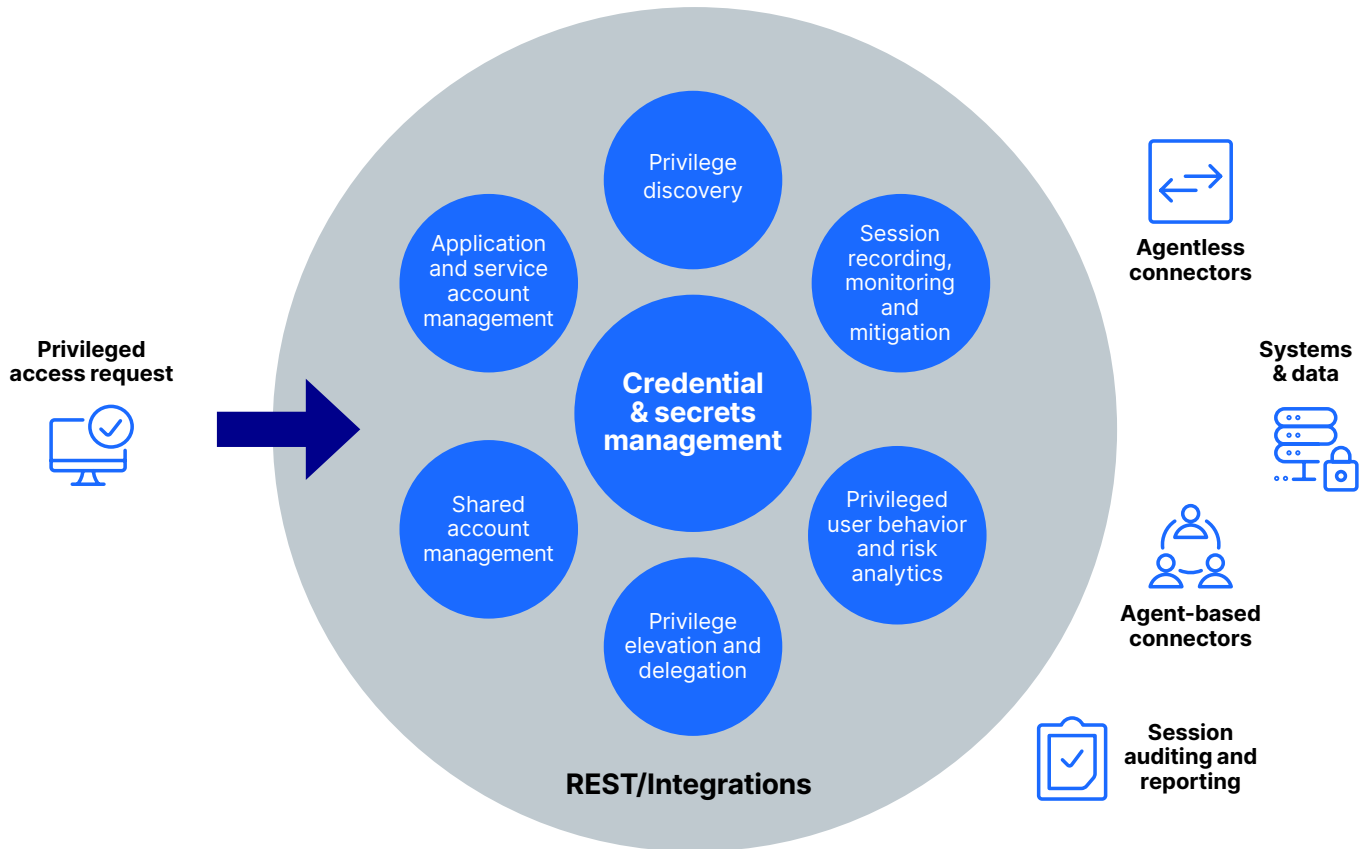 Privileged
access request
Privilege
discovery
Application
and service
account
management
Session
recording,
monitoring
and
mitigation
Credential
& secrets
management
Shared
account
management
Privileged
user behavior
and risk
analytics
Privilege
elevation and
delegation
REST/Integrations
Agentless
connectors
Systems
& data
Agent-based
connectors
Session
auditing and
reporting